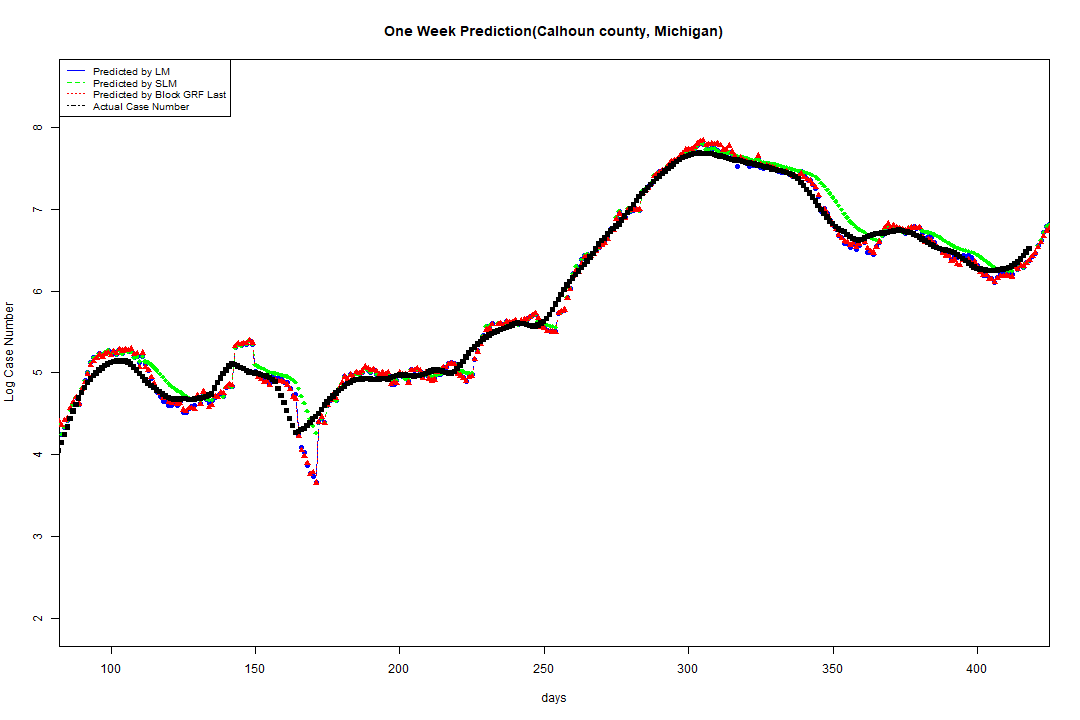 One Week Prediction(Calhoun county, Michigan)
Predicted by LM
Predicted by SLM
Predicted by Block GRF Last
Actual Case Number
8
7
6
5
4
3
2
Log Case Number
100 150 200 250 300 350 400
days